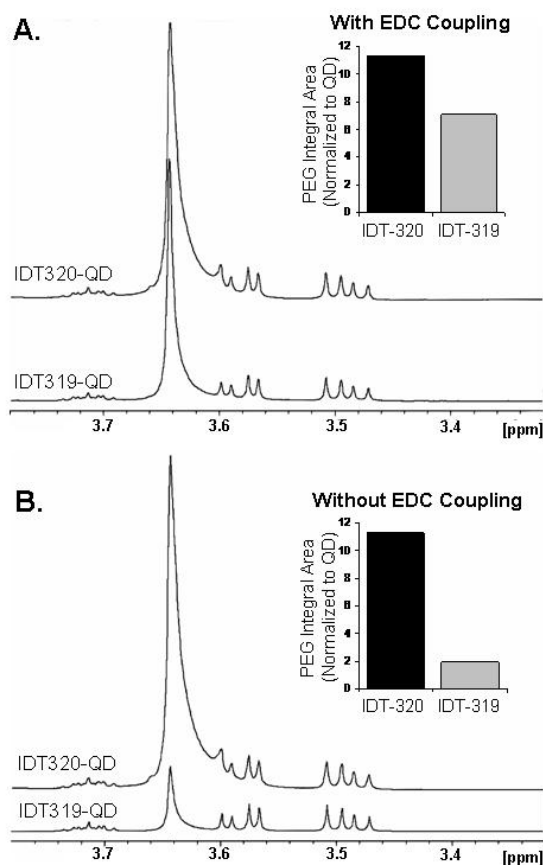 A.
With EDC Coupling
PEG Integral Area
(Normalized to QD)
12
10
8
6
4
2
0
IDT-320 IDT-319
IDT320-QD
IDT319-QD
3.7 3.6 3.5 3.4 [ppm]
B.
Without EDC Coupling
PEG Integral Area
(Normalized to QD)
12
10
8
6
4
2
0
IDT-320 IDT-319
IDT320-QD
IDT319-QD
3.7 3.6 3.5 3.4 [ppm]